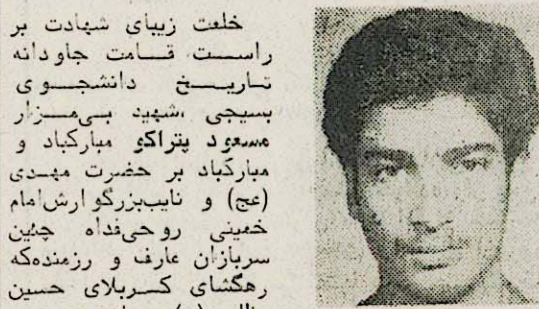 خلعت زیبای شهادت بر
راست قامت جاودانه
تاریخ دانشجوی
بسیجی ،شهید بی‌مزار
مسعود پتراکو مبارکباد و
مبارکباد بر حضرت مهدی
(عج) و نایب‌بزرگوارش‌امام
خمینی روحی‌فداه چنین
سربازان عارف و رزمنده‌که
رهگشای کربلای حسین